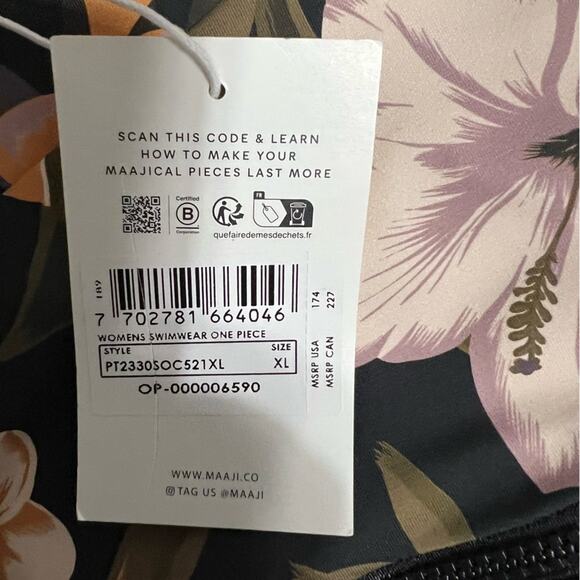 SCAN THIS CODE & LEARN
HOW TO MAKE YOUR
MAAJICAL PIECES LAST MORE
Certified
B
Corporation
FR
quefairedemesdechets.fr
189
7 702781 664046
WOMENS SWIMWEAR ONE PIECE
STYLE SIZE
PT2330SOC521XL XL
OP-000006590
MSRP USA 174
MSRP CAN 227
WWW.MAAJI.CO
TAG US @MAAJI